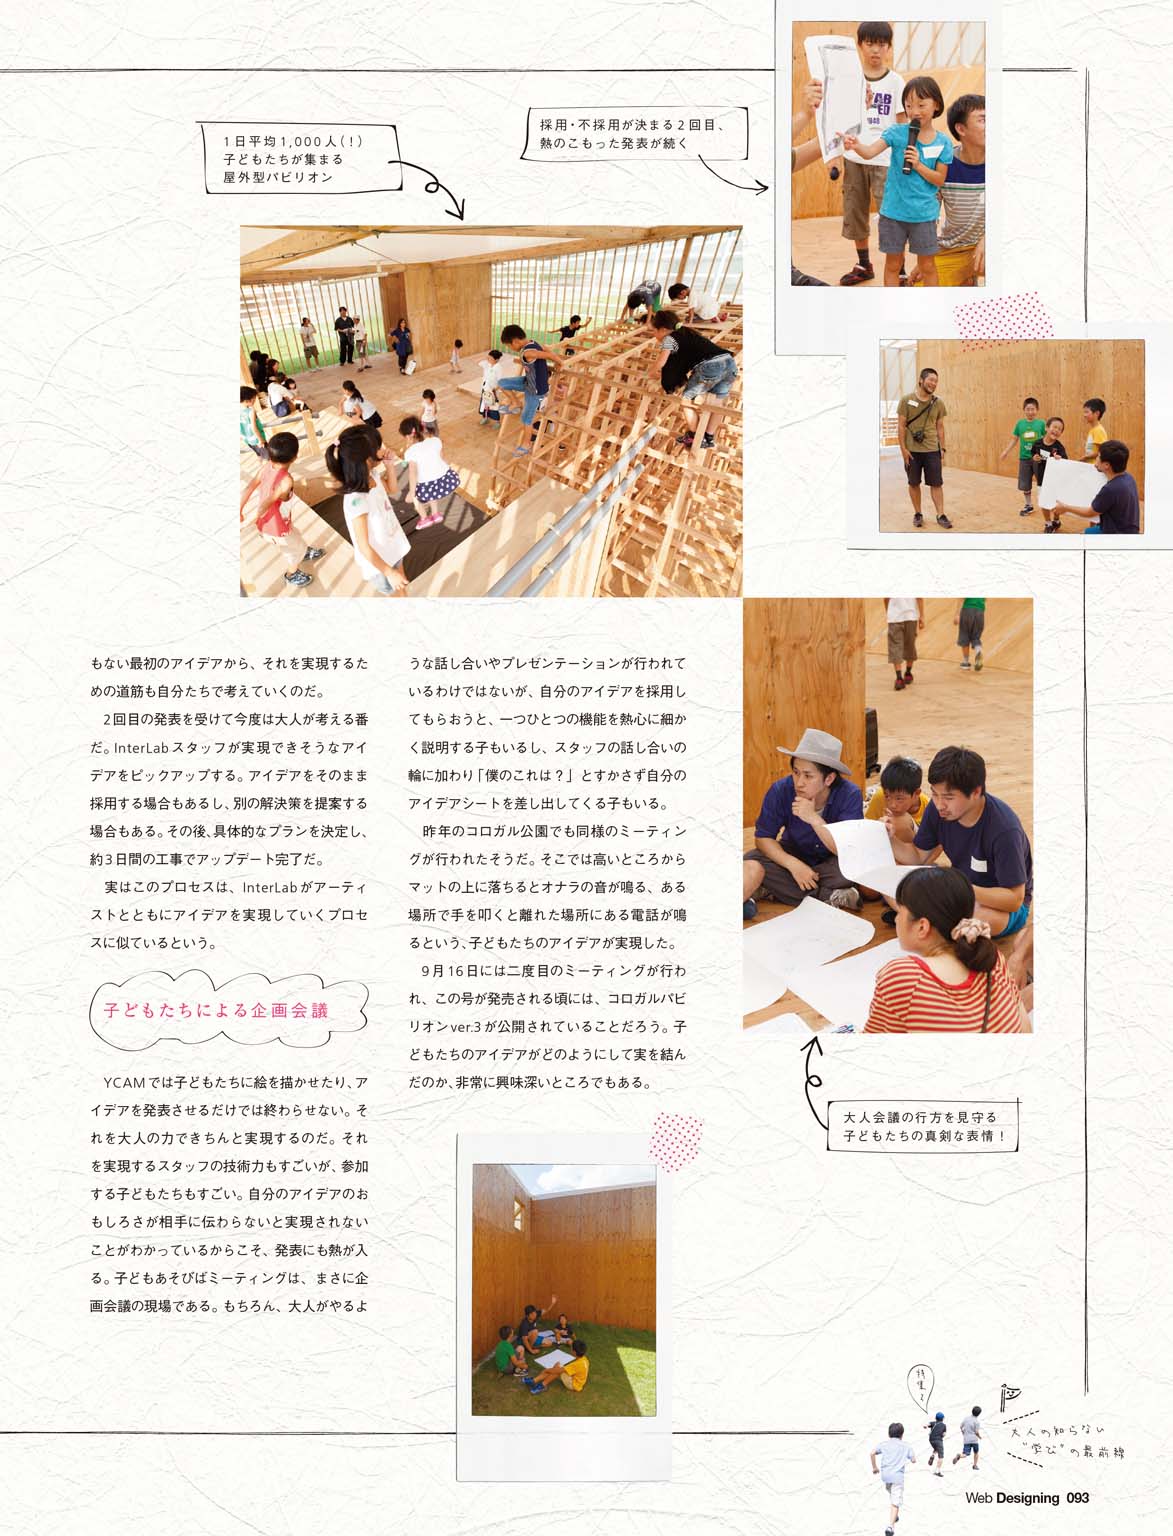 1日平均1,000人(！)
子どもたちが集まる
屋外型パビリオン
採用・不採用が決まる2回目、
熱のこもった発表が続く
もない最初のアイデアから、それを実現するた
めの道筋も自分たちで考えていくのだ。
2回目の発表を受けて今度は大人が考える番
だ。InterLabスタッフが実現できそうなアイ
デアをピックアップする。アイデアをそのまま
採用する場合もあるし、別の解決策を提案する
場合もある。その後、具体的なプランを決定し、
約3日間の工事でアップデート完了だ。
実はこのプロセスは、InterLabがアーティ
ストとともにアイデアを実現していくプロセ
スに似ているという。
子どもたちによる企画会議
YCAMでは子どもたちに絵を描かせたり、ア
イデアを発表させるだけでは終わらせない。そ
れを大人の力できちんと実現するのだ。それ
を実現するスタッフの技術力もすごいが、参加
する子どもたちもすごい。自分のアイデアのお
もしろさが相手に伝わらないと実現されない
ことがわかっているからこそ、発表にも熱が入
る。子どもあそびばミーティングは、まさに企
画会議の現場である。もちろん、大人がやるよ
うな話し合いやプレゼンテーションが行われて
いるわけではないが、自分のアイデアを採用し
てもらおうと、一つひとつの機能を熱心に細か
く説明する子もいるし、スタッフの話し合いの
輪に加わり「僕のこれは？」とすかさず自分の
アイデアシートを差し出してくる子もいる。
昨年のコロガル公園でも同様のミーティン
グが行われたそうだ。そこでは高いところから
マットの上に落ちるとオナラの音が鳴る、ある
場所で手を叩くと離れた場所にある電話が鳴
るという、子どもたちのアイデアが実現した。
9月16日には二度目のミーティングが行わ
れ、この号が発売される頃には、コロガルパビ
リオンver.3が公開されていることだろう。子
どもたちのアイデアがどのようにして実を結ん
だのか、非常に興味深いところでもある。
大人会議の行方を見守る
子どもたちの真剣な表情！
特集2
大人の知らない
"学び"の最前線
Web Designing 093